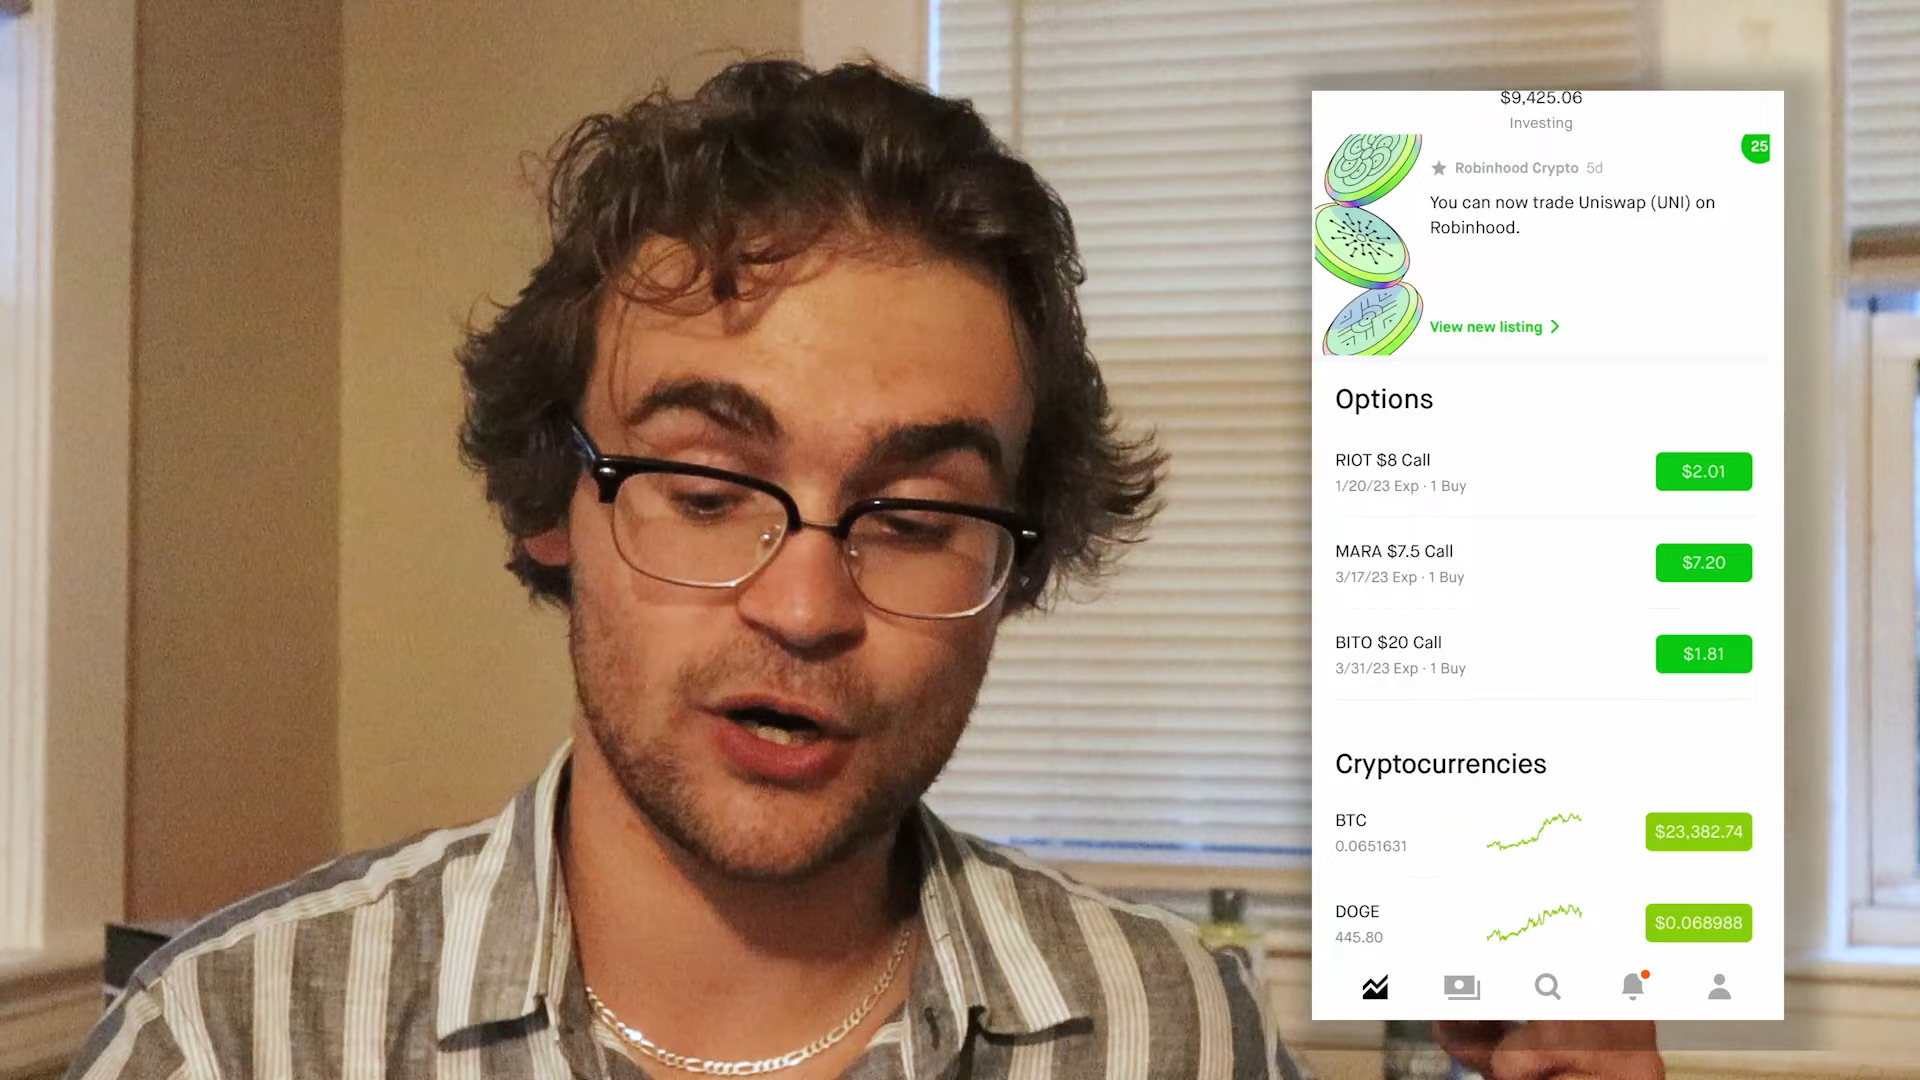 $9,425.06
Investing
25
Robinhood Crypto 5d
You can now trade Uniswap (UNI) on
Robinhood.
View new listing
Options
RIOT $8 Call
$2.01
1/20/23 Exp · 1 Buy
MARA $7.5 Call
$7.20
3/17/23 Exp · 1 Buy
BITO $20 Call
$1.81
3/31/23 Exp · 1 Buy
Cryptocurrencies
BTC
$23,382.74
0.0651631
DOGE
$0.068988
445.80